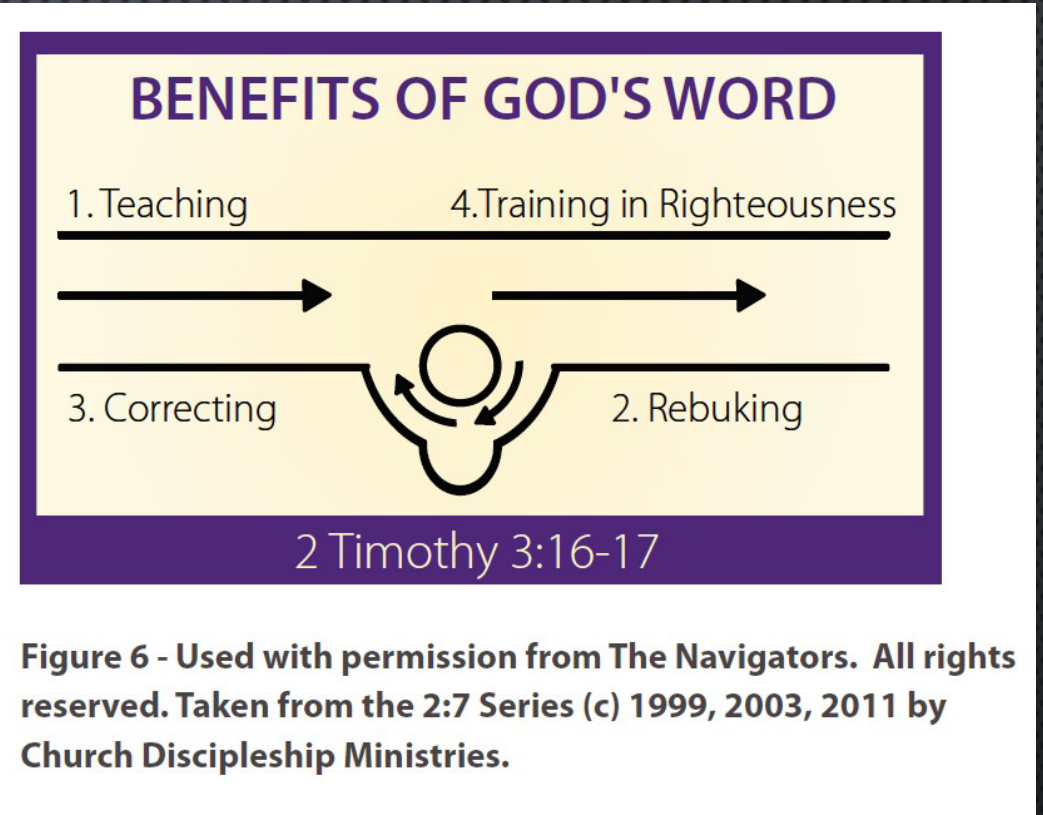 BENEFITS OF GOD'S WORD
1. Teaching
4.Training in Righteousness
3. Correcting
2. Rebuking
2 Timothy 3:16-17
Figure 6 - Used with permission from The Navigators.  All rights
reserved. Taken from the 2:7 Series (c) 1999, 2003, 2011 by
Church Discipleship Ministries.